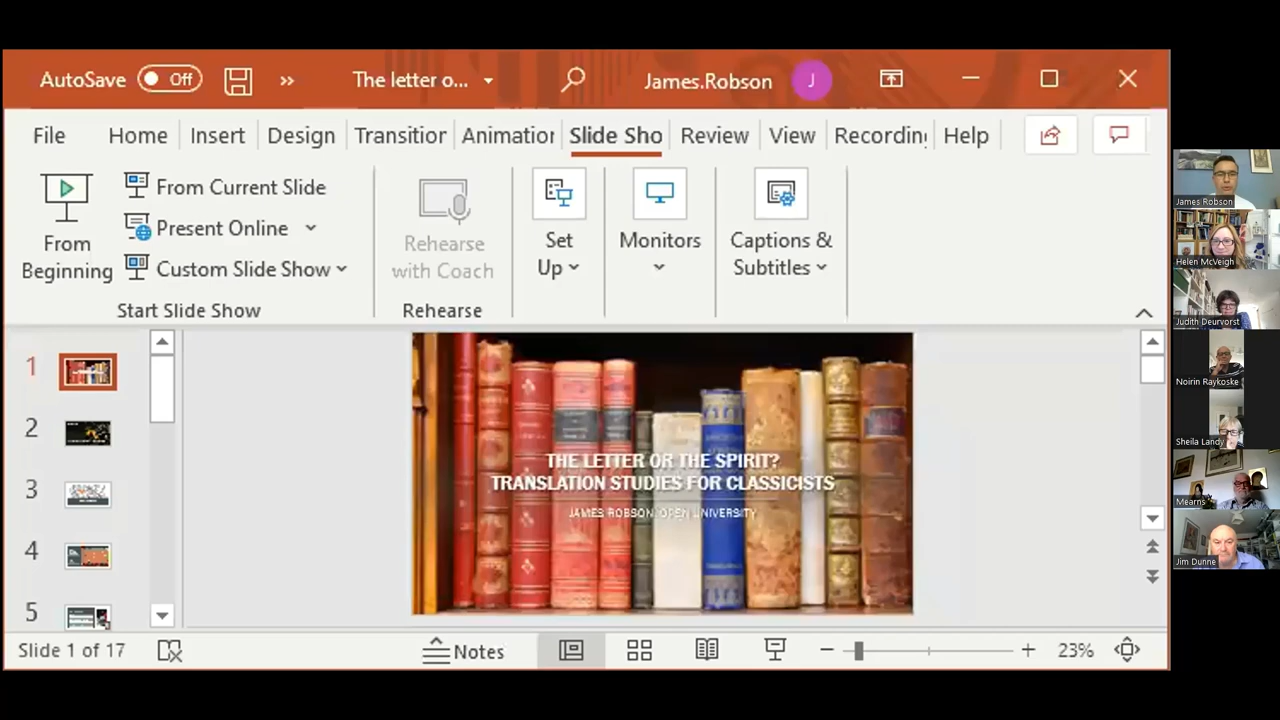 AutoSave Off The letter o... James.Robson J
File Home Insert Design Transition Animation Slide Sho Review View Recording Help
From Beginning
From Current Slide
Present Online
Custom Slide Show
Start Slide Show
Rehearse with Coach
Rehearse
Set Up
Monitors
Captions & Subtitles
1
2
3
4
5
THE LETTER OR THE SPIRIT?
TRANSLATION STUDIES FOR CLASSICISTS
JAMES ROBSON, OPEN UNIVERSITY
Slide 1 of 17 Notes 23%
James Robson
Helen McVeigh
Judith Deurvorst
Noirin Raykoske
Sheila Landy
Mearns
Jim Dunne